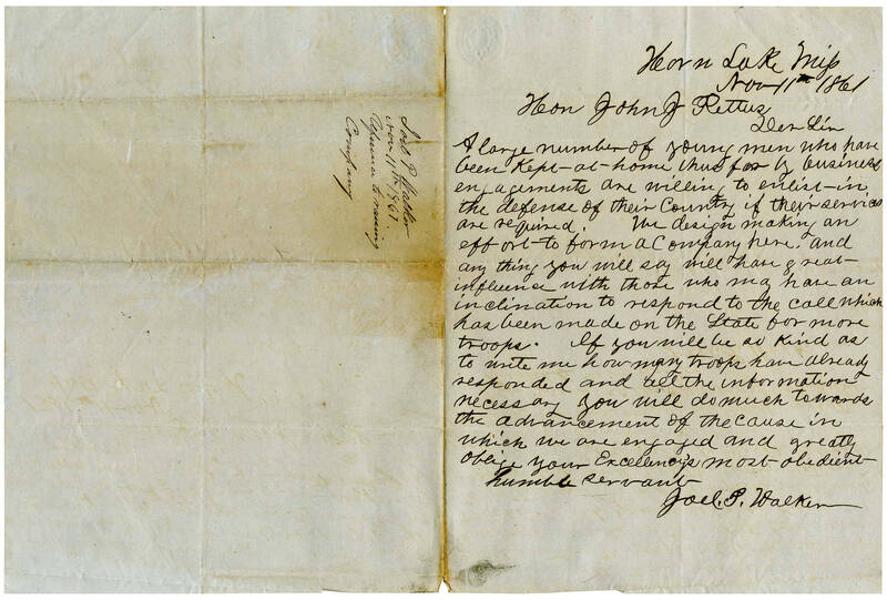 Horn Lake Miss
Nov 11th 1861
Hon John J Pettus
Der Sir
A large number of young men who have
been kept at home thus far by business
engagements are willing to enlist in
the defense of their Country if their services
are required. We design making an
effort to form a Company here. and
any thing you will say will have great
influence with those who may have an
inclination to respond to the call which
has been made on the State for more
troops. If you will be so kind as
to write me how many troops have already
responded and all the information
necessary you will do much towards
the advancement of the cause in
which we are engaged and greatly
oblige your Excellency's most obedient
humble servant
Joel. P. Walker
Joel P. Walker
Nov 11th, 1861.
to raising
Company